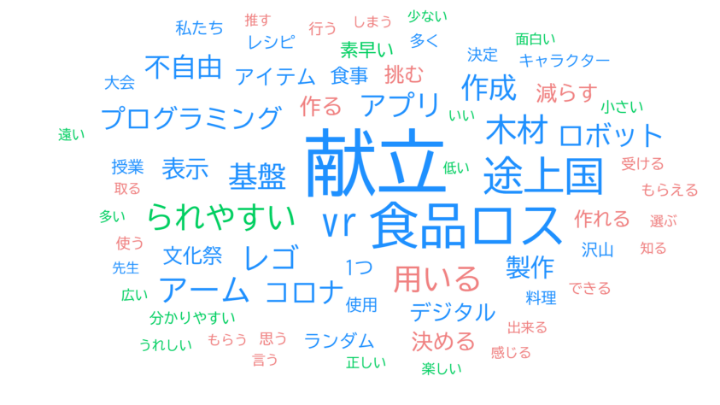 私たち 推す 行う しまう 少ない
レシピ 素早い 多く 面白い
不自由 アイテム 食事 挑む 決定 キャラクター
大会 作る アプリ 作成 減らす 小さい
プログラミング いい 木材 ロボット
遠い 献立
授業 表示 基盤 低い 途上国 受ける
取る もらえる
多い られやすい vr 食品ロス 作れる 選ぶ
使う 文化祭 レゴ 沢山 知る
先生 1つ 用いる 製作
広い アーム コロナ 使用 料理 できる
分かりやすい デジタル
うれしい もらう 思う ランダム 決める 出来る
言う 正しい 楽しい 感じる